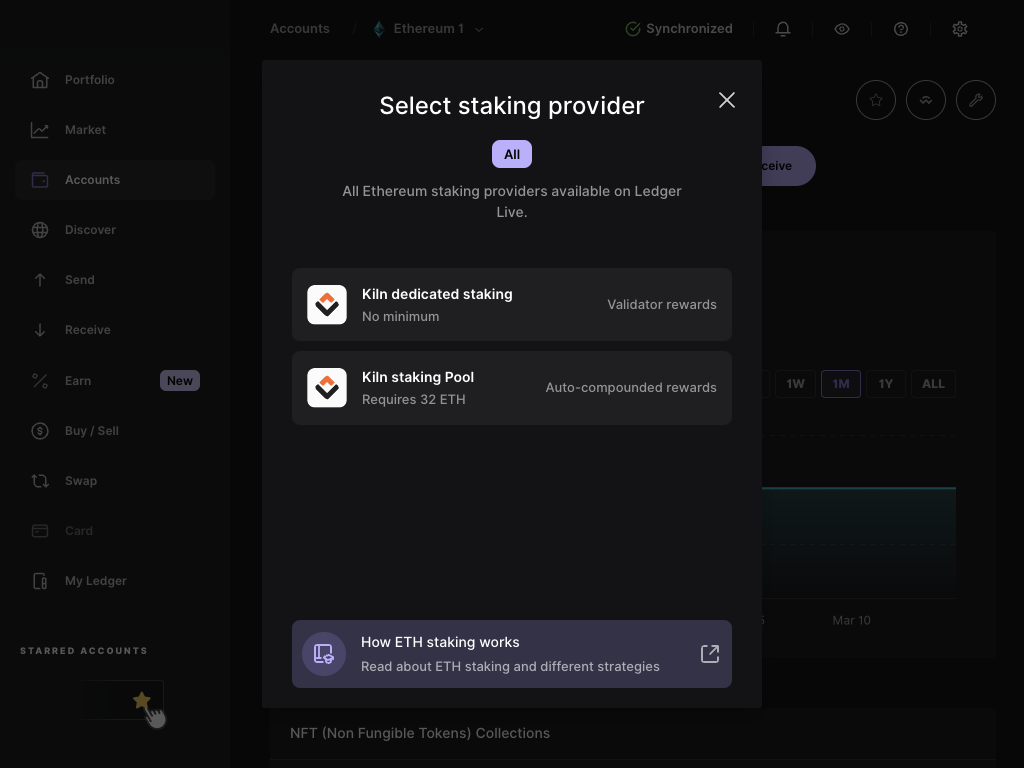 Accounts / Ethereum 1
Synchronized
Portfolio
Market
Accounts
Discover
Send
Receive
Earn New
Buy / Sell
Swap
Card
My Ledger
STARRED ACCOUNTS
Select staking provider
All
All Ethereum staking providers available on Ledger
Live.
Kiln dedicated staking
No minimum
Validator rewards
Kiln staking Pool
Requires 32 ETH
Auto-compounded rewards
How ETH staking works
Read about ETH staking and different strategies
ceive
1W 1M 1Y ALL
Mar 10
NFT (Non Fungible Tokens) Collections